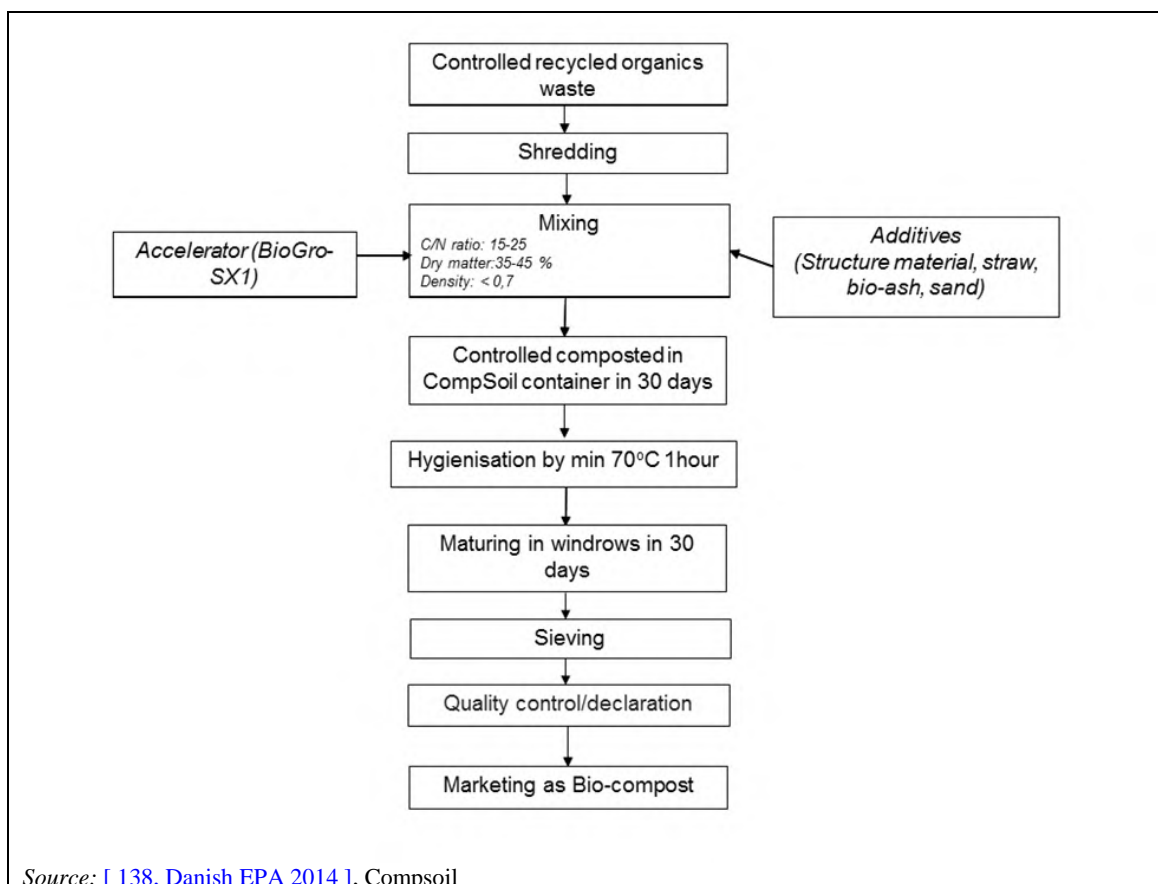 Controlled recycled organics
waste
Shredding
Mixing
C/N ratio: 15-25
Dry matter:35-45 %
Density: < 0,7
Accelerator (BioGro-
SX1)
Additives
(Structure material, straw,
bio-ash, sand)
Controlled composted in
CompSoil container in 30 days
Hygienisation by min 70°C 1hour
Maturing in windrows in 30
days
Sieving
Quality control/declaration
Marketing as Bio-compost
Source: [ 138, Danish EPA 2014 ], Compsoil